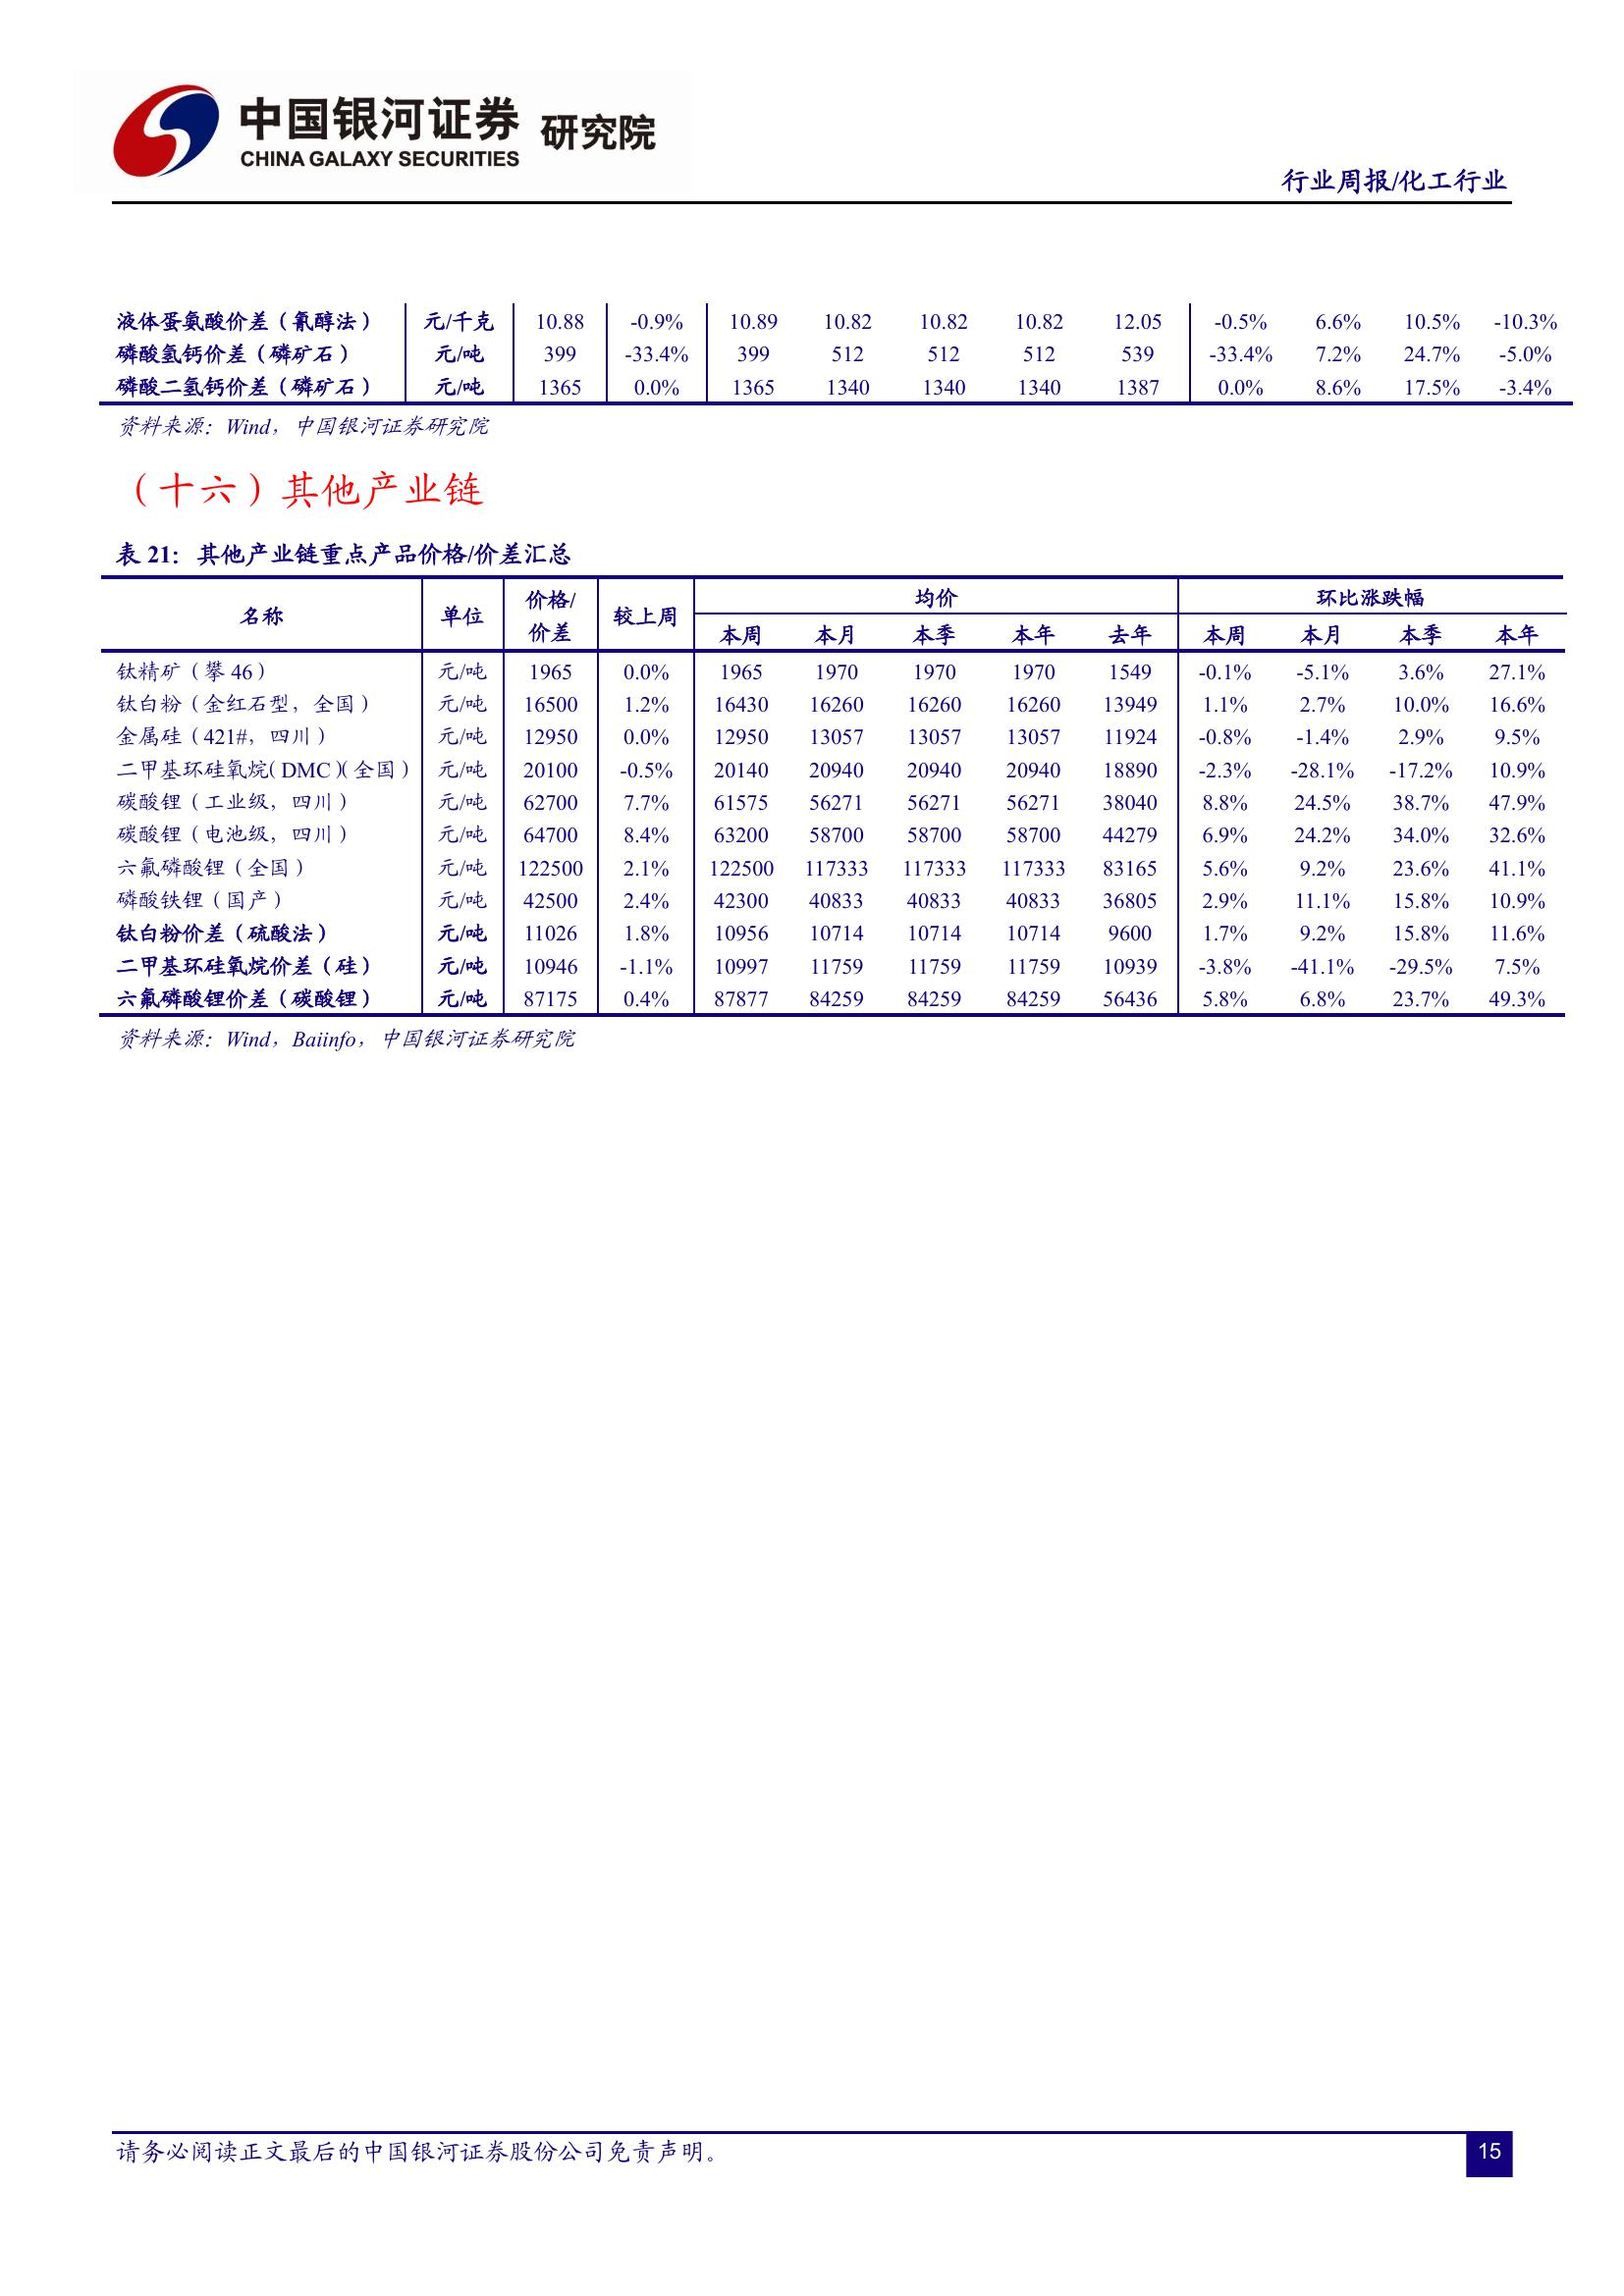 中国银河证券 研究院
CHINA GALAXY SECURITIES
行业周报/化工行业
液体蛋氨酸价差（氰醇法） 元/千克 10.88 -0.9% 10.89 10.82 10.82 10.82 12.05 -0.5% 6.6% 10.5% -10.3%
磷酸氢钙价差（磷矿石） 元/吨 399 -33.4% 399 512 512 512 539 -33.4% 7.2% 24.7% -5.0%
磷酸二氢钙价差（磷矿石） 元/吨 1365 0.0% 1365 1340 1340 1340 1387 0.0% 8.6% 17.5% -3.4%
资料来源：Wind，中国银河证券研究院
（十六）其他产业链
表 21：其他产业链重点产品价格/价差汇总
名称 单位 价格/价差 较上周 均价 环比涨跌幅
本周 本月 本季 本年 去年 本周 本月 本季 本年
钛精矿（攀 46） 元/吨 1965 0.0% 1965 1970 1970 1970 1549 -0.1% -5.1% 3.6% 27.1%
钛白粉（金红石型，全国） 元/吨 16500 1.2% 16430 16260 16260 16260 13949 1.1% 2.7% 10.0% 16.6%
金属硅（421#，四川） 元/吨 12950 0.0% 12950 13057 13057 13057 11924 -0.8% -1.4% 2.9% 9.5%
二甲基环硅氧烷（DMC）（全国） 元/吨 20100 -0.5% 20140 20940 20940 20940 18890 -2.3% -28.1% -17.2% 10.9%
碳酸锂（工业级，四川） 元/吨 62700 7.7% 61575 56271 56271 56271 38040 8.8% 24.5% 38.7% 47.9%
碳酸锂（电池级，四川） 元/吨 64700 8.4% 63200 58700 58700 58700 44279 6.9% 24.2% 34.0% 32.6%
六氟磷酸锂（全国） 元/吨 122500 2.1% 122500 117333 117333 117333 83165 5.6% 9.2% 23.6% 41.1%
磷酸铁锂（国产） 元/吨 42500 2.4% 42300 40833 40833 40833 36805 2.9% 11.1% 15.8% 10.9%
钛白粉价差（硫酸法） 元/吨 11026 1.8% 10956 10714 10714 10714 9600 1.7% 9.2% 15.8% 11.6%
二甲基环硅氧烷价差（硅） 元/吨 10946 -1.1% 10997 11759 11759 11759 10939 -3.8% -41.1% -29.5% 7.5%
六氟磷酸锂价差（碳酸锂） 元/吨 87175 0.4% 87877 84259 84259 84259 56436 5.8% 6.8% 23.7% 49.3%
资料来源：Wind，Baiinfo，中国银河证券研究院
请务必阅读正文最后的中国银河证券股份公司免责声明。
15